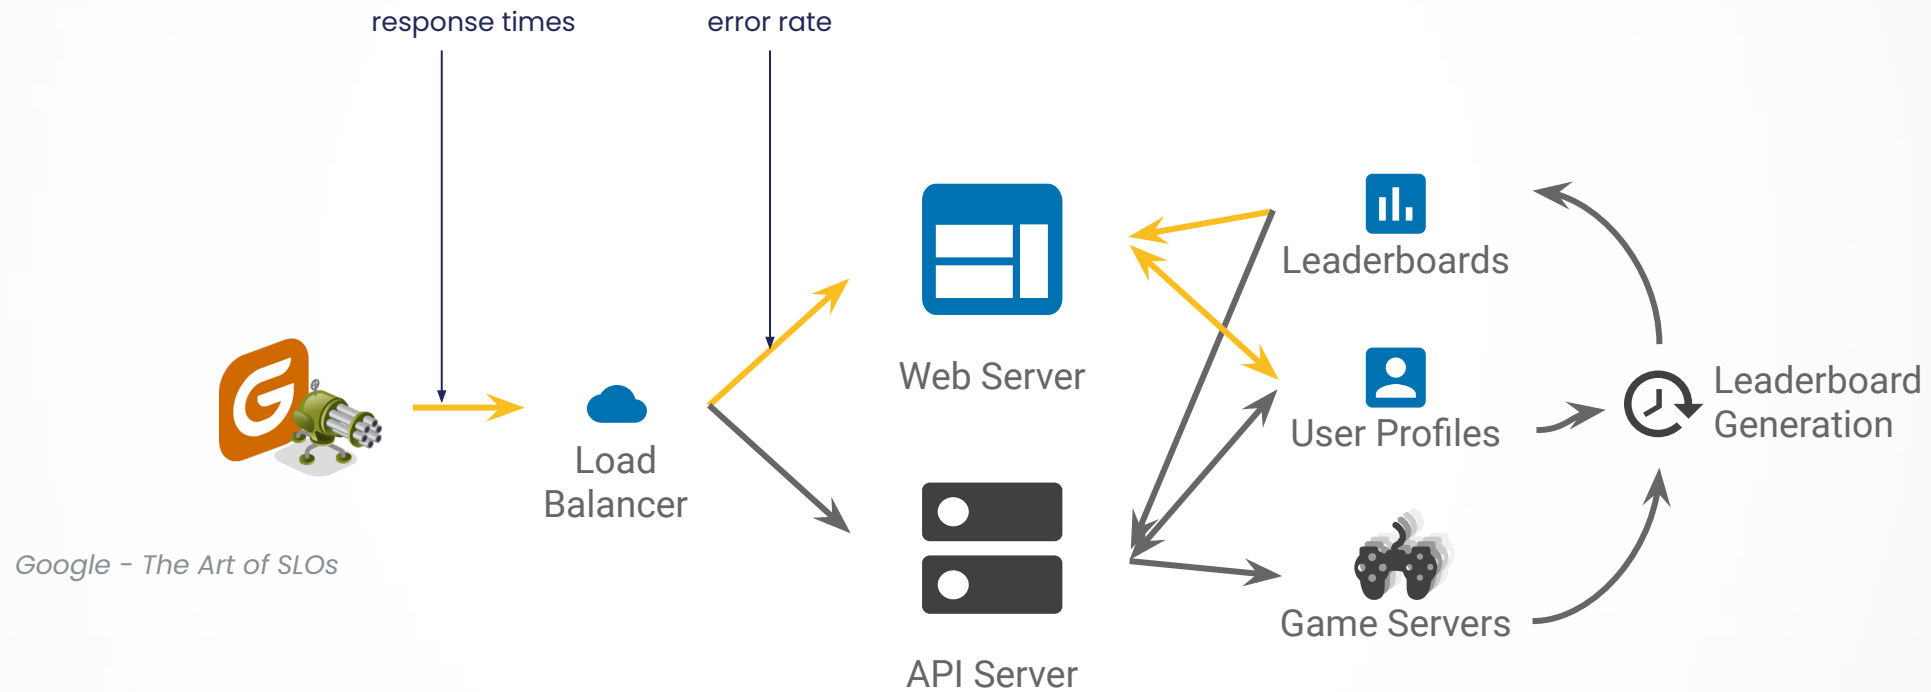 response times
error rate
Leaderboards
Web Server
User Profiles
Leaderboard
Generation
Load
Balancer
Google - The Art of SLOs
Game Servers
API Server